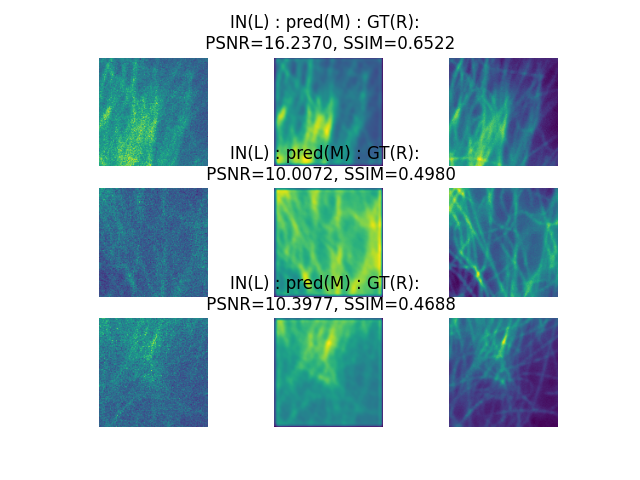 IN(L) : pred(M) : GT(R):
PSNR=16.2370, SSIM=0.6522
IN(L) : pred(M) : GT(R):
PSNR=10.0072, SSIM=0.4980
IN(L) : pred(M) : GT(R):
PSNR=10.3977, SSIM=0.4688